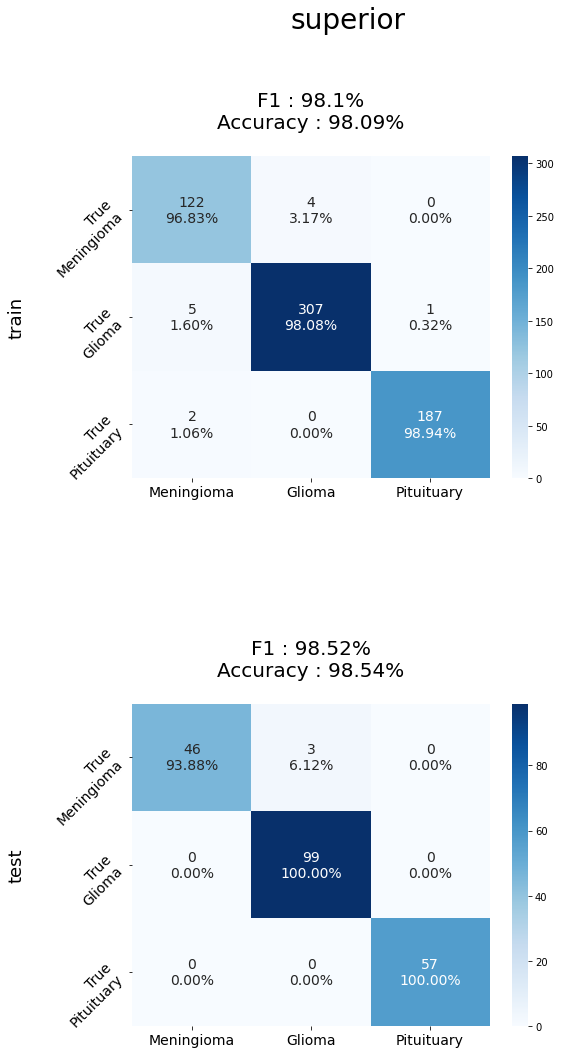 superior
F1 : 98.1%
Accuracy : 98.09%
train
True
Meningioma
122
96.83%
4
3.17%
0
0.00%
True
Glioma
5
1.60%
307
98.08%
1
0.32%
True
Pituituary
2
1.06%
0
0.00%
187
98.94%
Meningioma
Glioma
Pituituary
300
250
200
150
100
50
0
F1 : 98.52%
Accuracy : 98.54%
test
True
Meningioma
46
93.88%
3
6.12%
0
0.00%
True
Glioma
0
0.00%
99
100.00%
0
0.00%
True
Pituituary
0
0.00%
0
0.00%
57
100.00%
Meningioma
Glioma
Pituituary
80
60
40
20
0